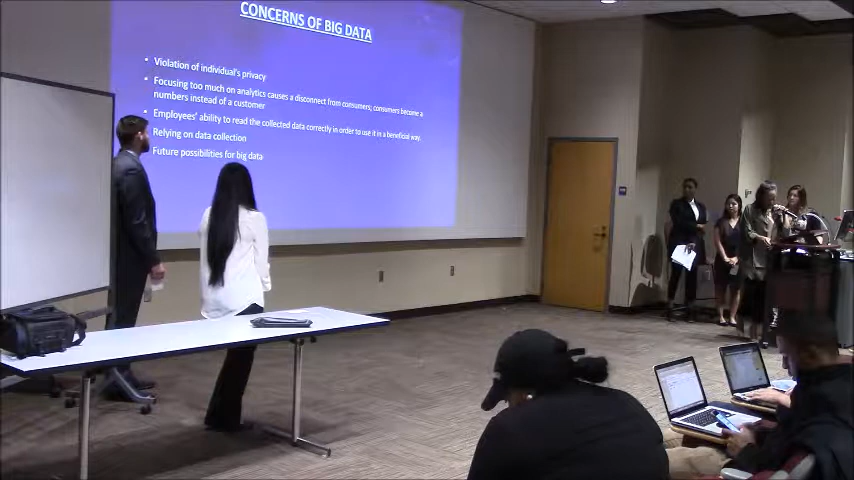 CONCERNS OF BIG DATA
• Violation of individual's privacy
• Focusing too much on analytics causes a disconnect from consumers; consumers become a
numbers instead of a customer
• Employees' ability to read the collected data correctly in order to use it in a beneficial way.
• Relying on data collection
• Future possibilities for big data